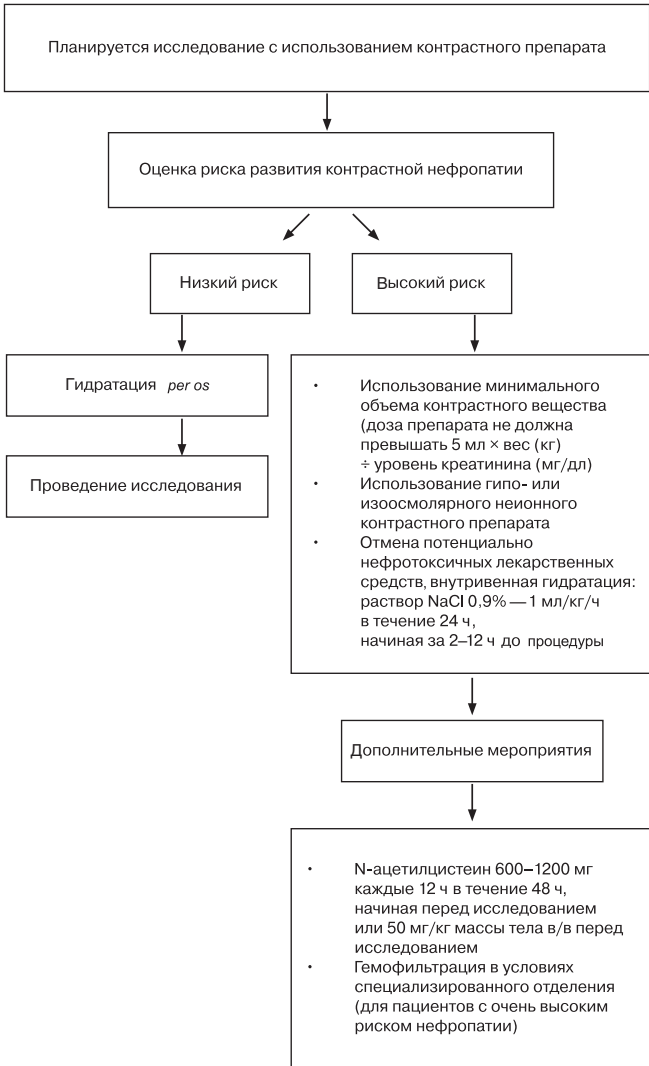 Планируется исследование с использованием контрастного препарата
Оценка риска развития контрастной нефропатии
Низкий риск
Высокий риск
Гидратация per os
Проведение исследования
• Использование минимального
объема контрастного вещества
(доза препарата не должна
превышать 5 мл × вес (кг)
÷ уровень креатинина (мг/дл)
• Использование гипо- или
изоосмолярного неионного
контрастного препарата
• Отмена потенциально
нефротоксичных лекарственных
средств, внутривенная гидратация:
раствор NaCl 0,9% — 1 мл/кг/ч
в течение 24 ч,
начиная за 2–12 ч до процедуры
Дополнительные мероприятия
• N-ацетилцистеин 600–1200 мг
каждые 12 ч в течение 48 ч,
начиная перед исследованием
или 50 мг/кг массы тела в/в перед
исследованием
• Гемофильтрация в условиях
специализированного отделения
(для пациентов с очень высоким
риском нефропатии)